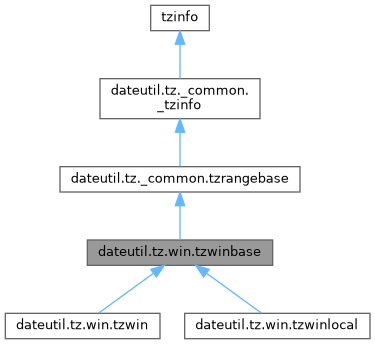 tzinfo
dateutil.tz._common.
_tzinfo
dateutil.tz._common.tzrangebase
dateutil.tz.win.tzwinbase
dateutil.tz.win.tzwin
dateutil.tz.win.tzwinlocal